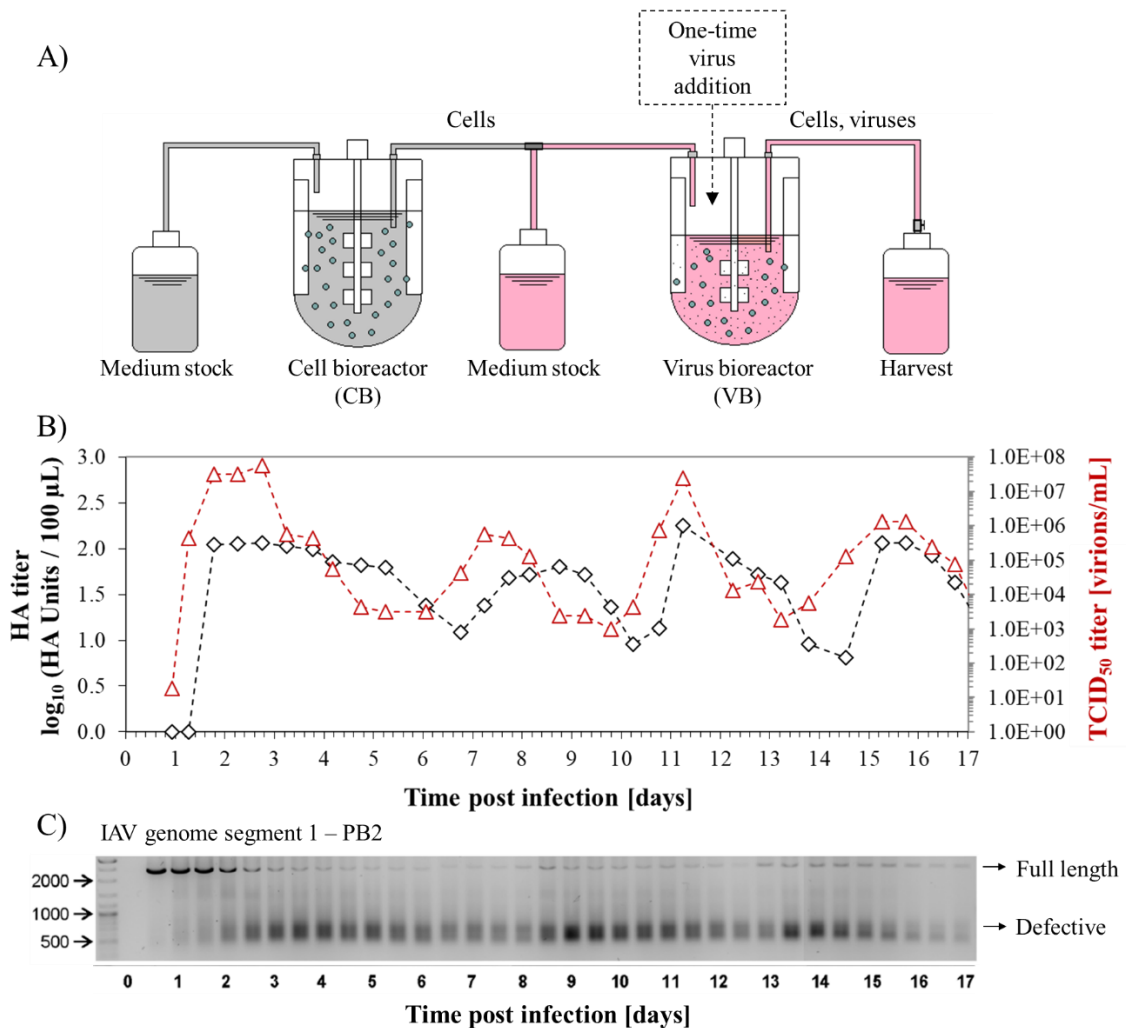 A)
One-time
virus
addition
Cells
Cells, viruses
Medium stock
Cell bioreactor
(CB)
Medium stock
Virus bioreactor
(VB)
Harvest
B)
HA titer
log₁₀ (HA Units / 100 µL)
3.0
2.5
2.0
1.5
1.0
0.5
0.0
1.0E+08
1.0E+07
1.0E+06
1.0E+05
1.0E+04
1.0E+03
1.0E+02
1.0E+01
1.0E+00
TCID₅₀ titer [virions/mL]
0 1 2 3 4 5 6 7 8 9 10 11 12 13 14 15 16 17
Time post infection [days]
C)
IAV genome segment 1 – PB2
2000
1000
500
Full length
Defective
0 1 2 3 4 5 6 7 8 9 10 11 12 13 14 15 16 17
Time post infection [days]